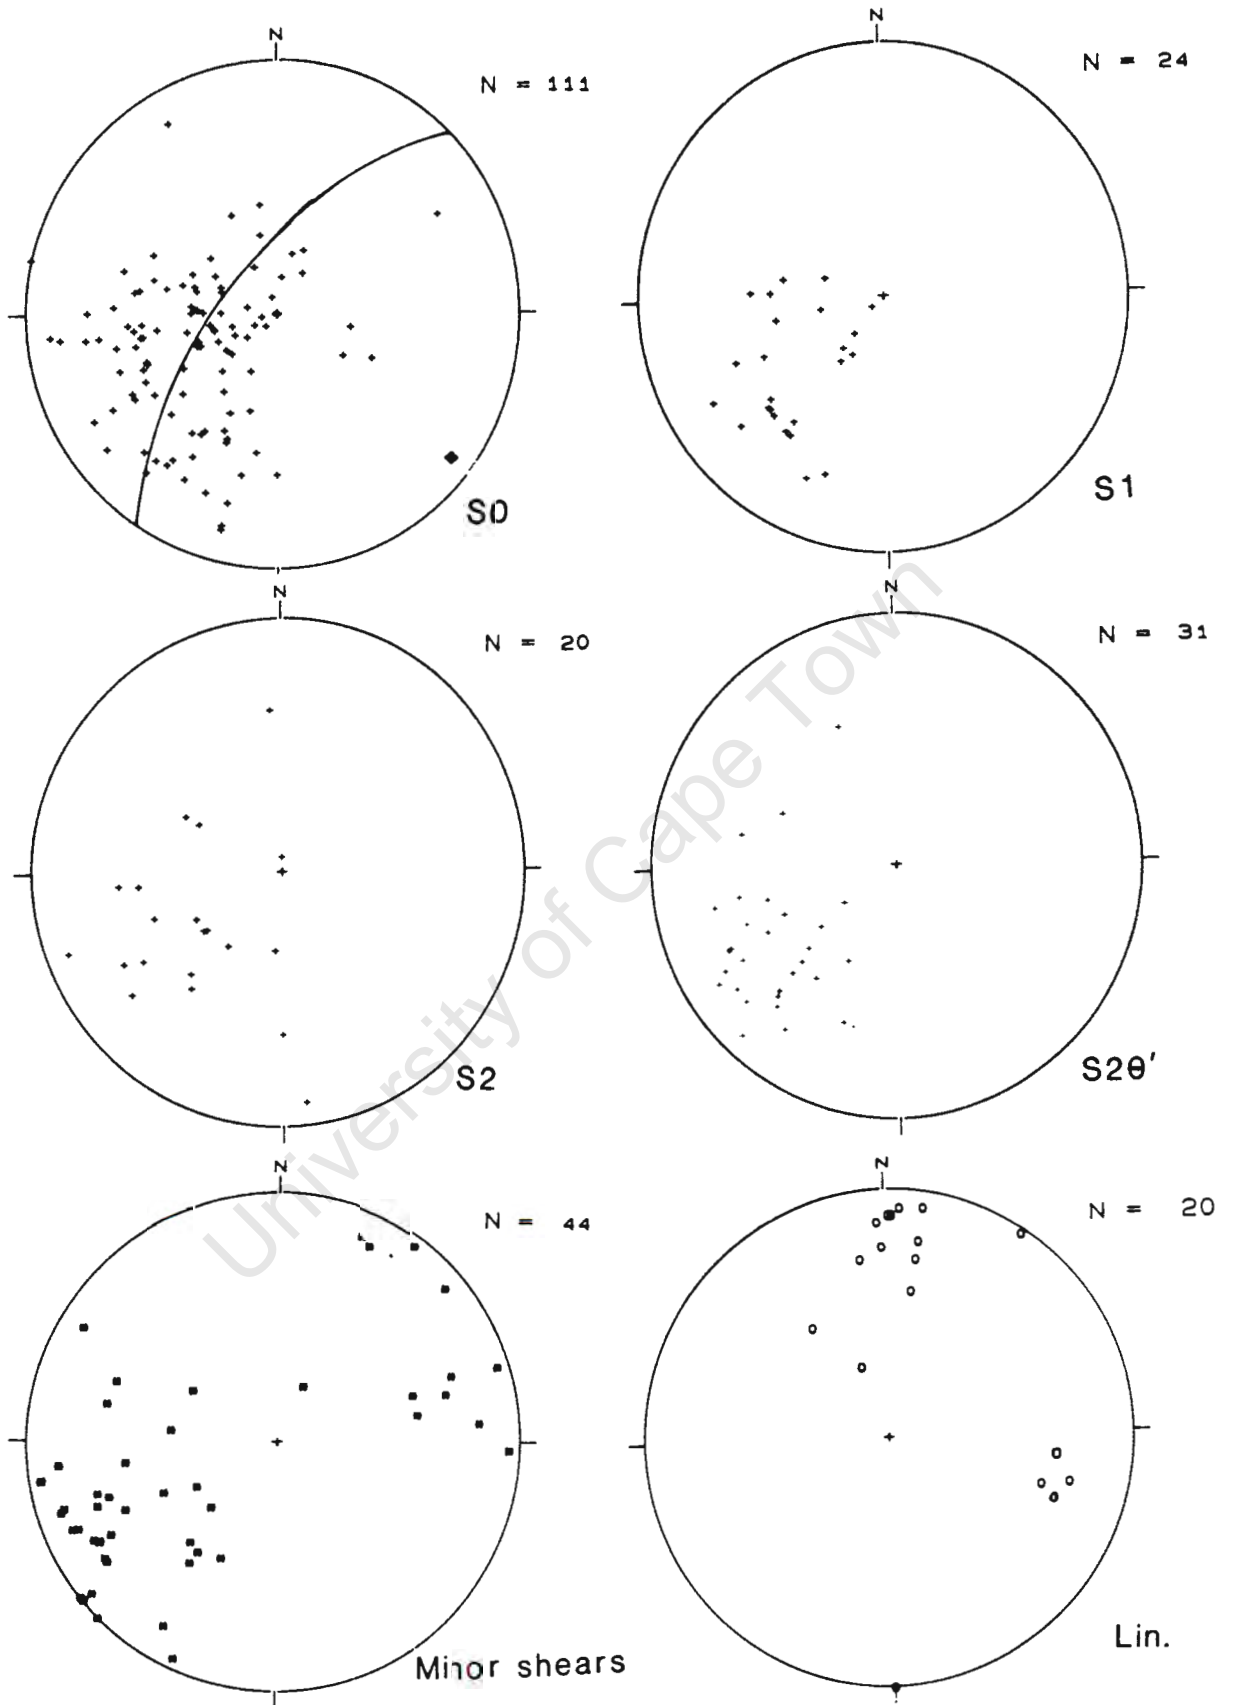 N
N = 111
S0
N
N = 24
S1
N
N = 20
S2
N
N = 31
S2θ′
N
N = 44
Minor shears
N
N = 20
Lin.
University of Cape Town